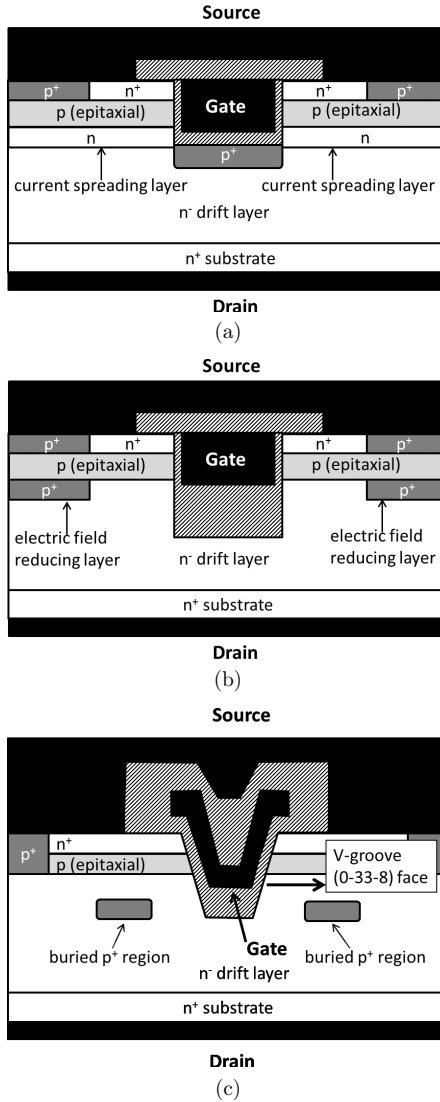 Source
p⁺ n⁺ Gate n⁺ p⁺
p (epitaxial) p (epitaxial)
n p⁺ n
current spreading layer current spreading layer
n⁻ drift layer
n⁺ substrate
Drain
(a)
Source
p⁺ n⁺ Gate n⁺ p⁺
p (epitaxial) p (epitaxial)
p⁺ p⁺
electric field electric field
reducing layer n⁻ drift layer reducing layer
n⁺ substrate
Drain
(b)
Source
n⁺
p⁺ p (epitaxial)
V-groove
(0-33-8) face
Gate
buried p⁺ region buried p⁺ region
n⁻ drift layer
n⁺ substrate
Drain
(c)